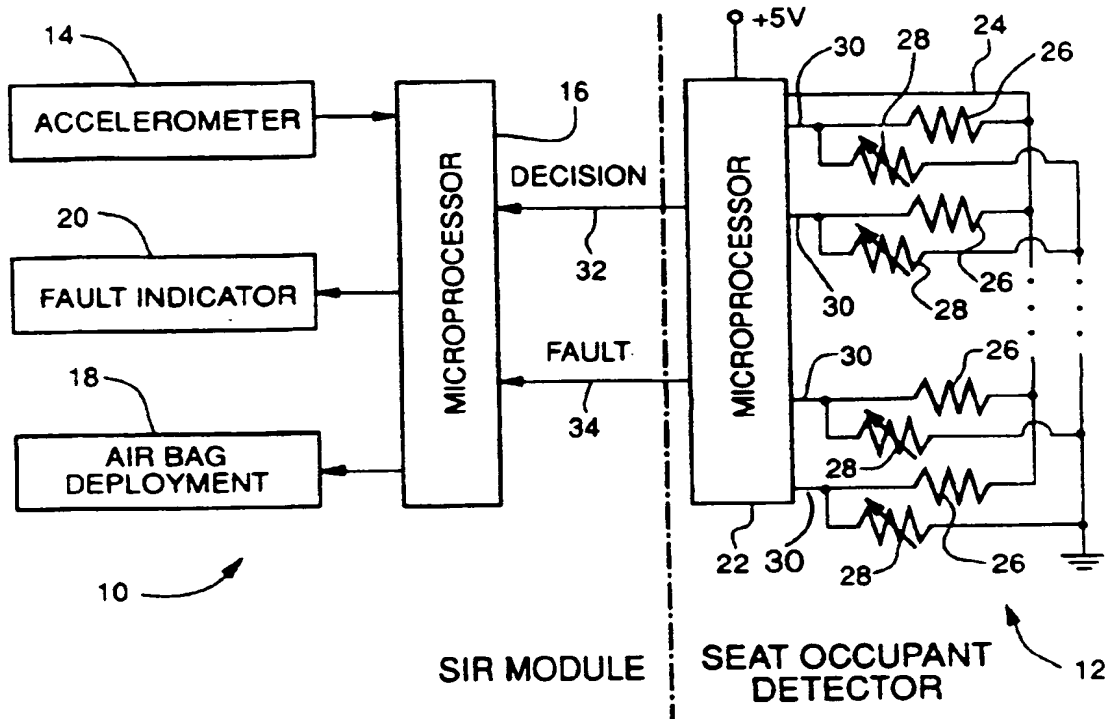 14
ACCELEROMETER
20
FAULT INDICATOR
18
AIR BAG
DEPLOYMENT
10
MICROPROCESSOR
16
DECISION
32
FAULT
34
SIR MODULE
+5V
MICROPROCESSOR
22
30
28
24
26
30
28
26
30
28
26
30
28
26
SEAT OCCUPANT
DETECTOR
12